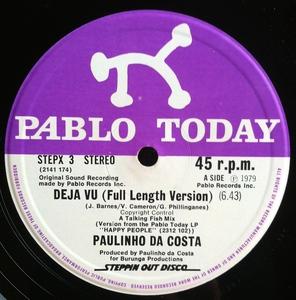 PABLO TODAY
STEPX 3 STEREO
(2141 174)
45 r.p.m.
Original Sound Recording
made by Pablo Records Inc.
A SIDE ℗ 1979
Pablo Records Inc.
DEJA VU (Full Length Version) (6.43)
(J. Barnes/V. Cameron/G. Phillinganes)
Copyright Control
A Talking Fish Mix
(Version from the Pablo Today LP
"HAPPY PEOPLE" (2312 102))
PAULINHO DA COSTA
Produced by Paulinho da Costa
for Burunga Productions
STEPPIN OUT DISCO